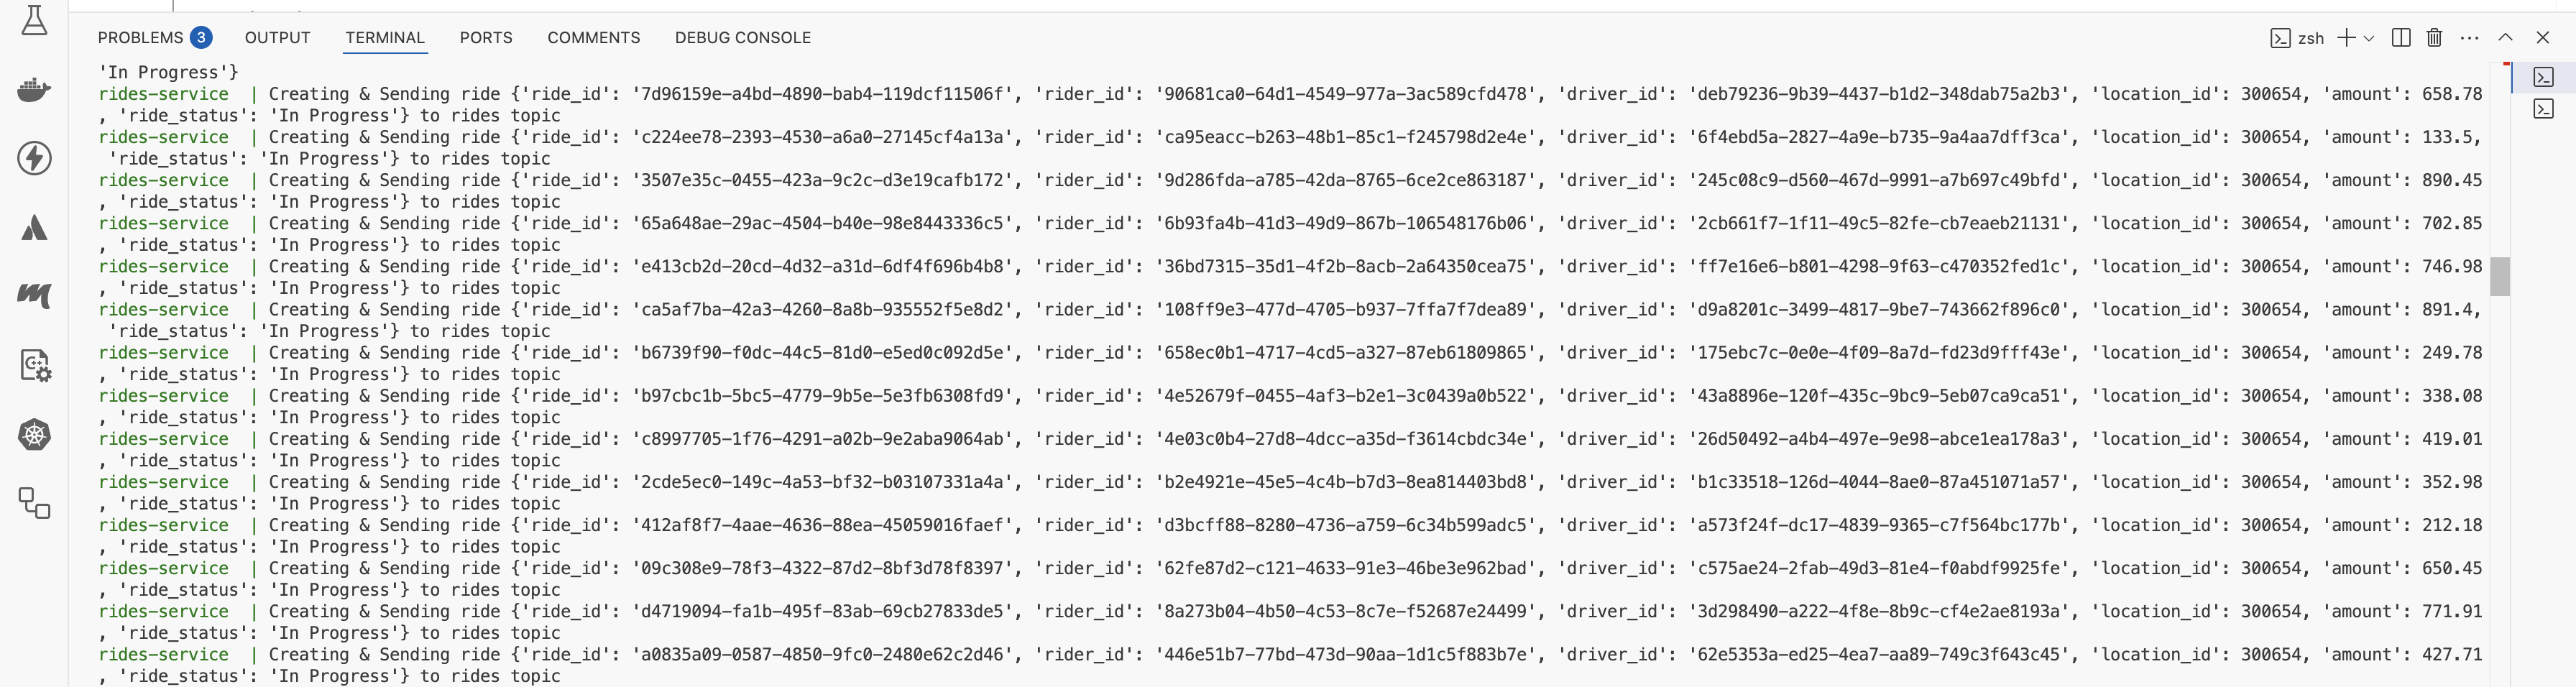 PROBLEMS 3 OUTPUT TERMINAL PORTS COMMENTS DEBUG CONSOLE zsh
'In Progress'}
rides-service | Creating & Sending ride {'ride_id': '7d96159e-a4bd-4890-bab4-119dcf11506f', 'rider_id': '90681ca0-64d1-4549-977a-3ac589cfd478', 'driver_id': 'deb79236-9b39-4437-b1d2-348dab75a2b3', 'location_id': 300654, 'amount': 658.78
, 'ride_status': 'In Progress'} to rides topic
rides-service | Creating & Sending ride {'ride_id': 'c224ee78-2393-4530-a6a0-27145cf4a13a', 'rider_id': 'ca95eacc-b263-48b1-85c1-f245798d2e4e', 'driver_id': '6f4ebd5a-2827-4a9e-b735-9a4aa7dff3ca', 'location_id': 300654, 'amount': 133.5,
'ride_status': 'In Progress'} to rides topic
rides-service | Creating & Sending ride {'ride_id': '3507e35c-0455-423a-9c2c-d3e19cafb172', 'rider_id': '9d286fda-a785-42da-8765-6ce2ce863187', 'driver_id': '245c08c9-d560-467d-9991-a7b697c49bfd', 'location_id': 300654, 'amount': 890.45
, 'ride_status': 'In Progress'} to rides topic
rides-service | Creating & Sending ride {'ride_id': '65a648ae-29ac-4504-b40e-98e8443336c5', 'rider_id': '6b93fa4b-41d3-49d9-867b-106548176b06', 'driver_id': '2cb661f7-1f11-49c5-82fe-cb7eaeb21131', 'location_id': 300654, 'amount': 702.85
, 'ride_status': 'In Progress'} to rides topic
rides-service | Creating & Sending ride {'ride_id': 'e413cb2d-20cd-4d32-a31d-6df4f696b4b8', 'rider_id': '36bd7315-35d1-4f2b-8acb-2a64350cea75', 'driver_id': 'ff7e16e6-b801-4298-9f63-c470352fed1c', 'location_id': 300654, 'amount': 746.98
, 'ride_status': 'In Progress'} to rides topic
rides-service | Creating & Sending ride {'ride_id': 'ca5af7ba-42a3-4260-8a8b-935552f5e8d2', 'rider_id': '108ff9e3-477d-4705-b937-7ffa7f7dea89', 'driver_id': 'd9a8201c-3499-4817-9be7-743662f896c0', 'location_id': 300654, 'amount': 891.4,
'ride_status': 'In Progress'} to rides topic
rides-service | Creating & Sending ride {'ride_id': 'b6739f90-f0dc-44c5-81d0-e5ed0c092d5e', 'rider_id': '658ec0b1-4717-4cd5-a327-87eb61809865', 'driver_id': '175ebc7c-0e0e-4f09-8a7d-fd23d9fff43e', 'location_id': 300654, 'amount': 249.78
, 'ride_status': 'In Progress'} to rides topic
rides-service | Creating & Sending ride {'ride_id': 'b97cbc1b-5bc5-4779-9b5e-5e3fb6308fd9', 'rider_id': '4e52679f-0455-4af3-b2e1-3c0439a0b522', 'driver_id': '43a8896e-120f-435c-9bc9-5eb07ca9ca51', 'location_id': 300654, 'amount': 338.08
, 'ride_status': 'In Progress'} to rides topic
rides-service | Creating & Sending ride {'ride_id': 'c8997705-1f76-4291-a02b-9e2aba9064ab', 'rider_id': '4e03c0b4-27d8-4dcc-a35d-f3614cbdc34e', 'driver_id': '26d50492-a4b4-497e-9e98-abce1ea178a3', 'location_id': 300654, 'amount': 419.01
, 'ride_status': 'In Progress'} to rides topic
rides-service | Creating & Sending ride {'ride_id': '2cde5ec0-149c-4a53-bf32-b03107331a4a', 'rider_id': 'b2e4921e-45e5-4c4b-b7d3-8ea814403bd8', 'driver_id': 'b1c33518-126d-4044-8ae0-87a451071a57', 'location_id': 300654, 'amount': 352.98
, 'ride_status': 'In Progress'} to rides topic
rides-service | Creating & Sending ride {'ride_id': '412af8f7-4aae-4636-88ea-45059016faef', 'rider_id': 'd3bcff88-8280-4736-a759-6c34b599adc5', 'driver_id': 'a573f24f-dc17-4839-9365-c7f564bc177b', 'location_id': 300654, 'amount': 212.18
, 'ride_status': 'In Progress'} to rides topic
rides-service | Creating & Sending ride {'ride_id': '09c308e9-78f3-4322-87d2-8bf3d78f8397', 'rider_id': '62fe87d2-c121-4633-91e3-46be3e962bad', 'driver_id': 'c575ae24-2fab-49d3-81e4-f0abdf9925fe', 'location_id': 300654, 'amount': 650.45
, 'ride_status': 'In Progress'} to rides topic
rides-service | Creating & Sending ride {'ride_id': 'd4719094-fa1b-495f-83ab-69cb27833de5', 'rider_id': '8a273b04-4b50-4c53-8c7e-f52687e24499', 'driver_id': '3d298490-a222-4f8e-8b9c-cf4e2ae8193a', 'location_id': 300654, 'amount': 771.91
, 'ride_status': 'In Progress'} to rides topic
rides-service | Creating & Sending ride {'ride_id': 'a0835a09-0587-4850-9fc0-2480e62c2d46', 'rider_id': '446e51b7-77bd-473d-90aa-1d1c5f883b7e', 'driver_id': '62e5353a-ed25-4ea7-aa89-749c3f643c45', 'location_id': 300654, 'amount': 427.71
, 'ride_status': 'In Progress'} to rides topic